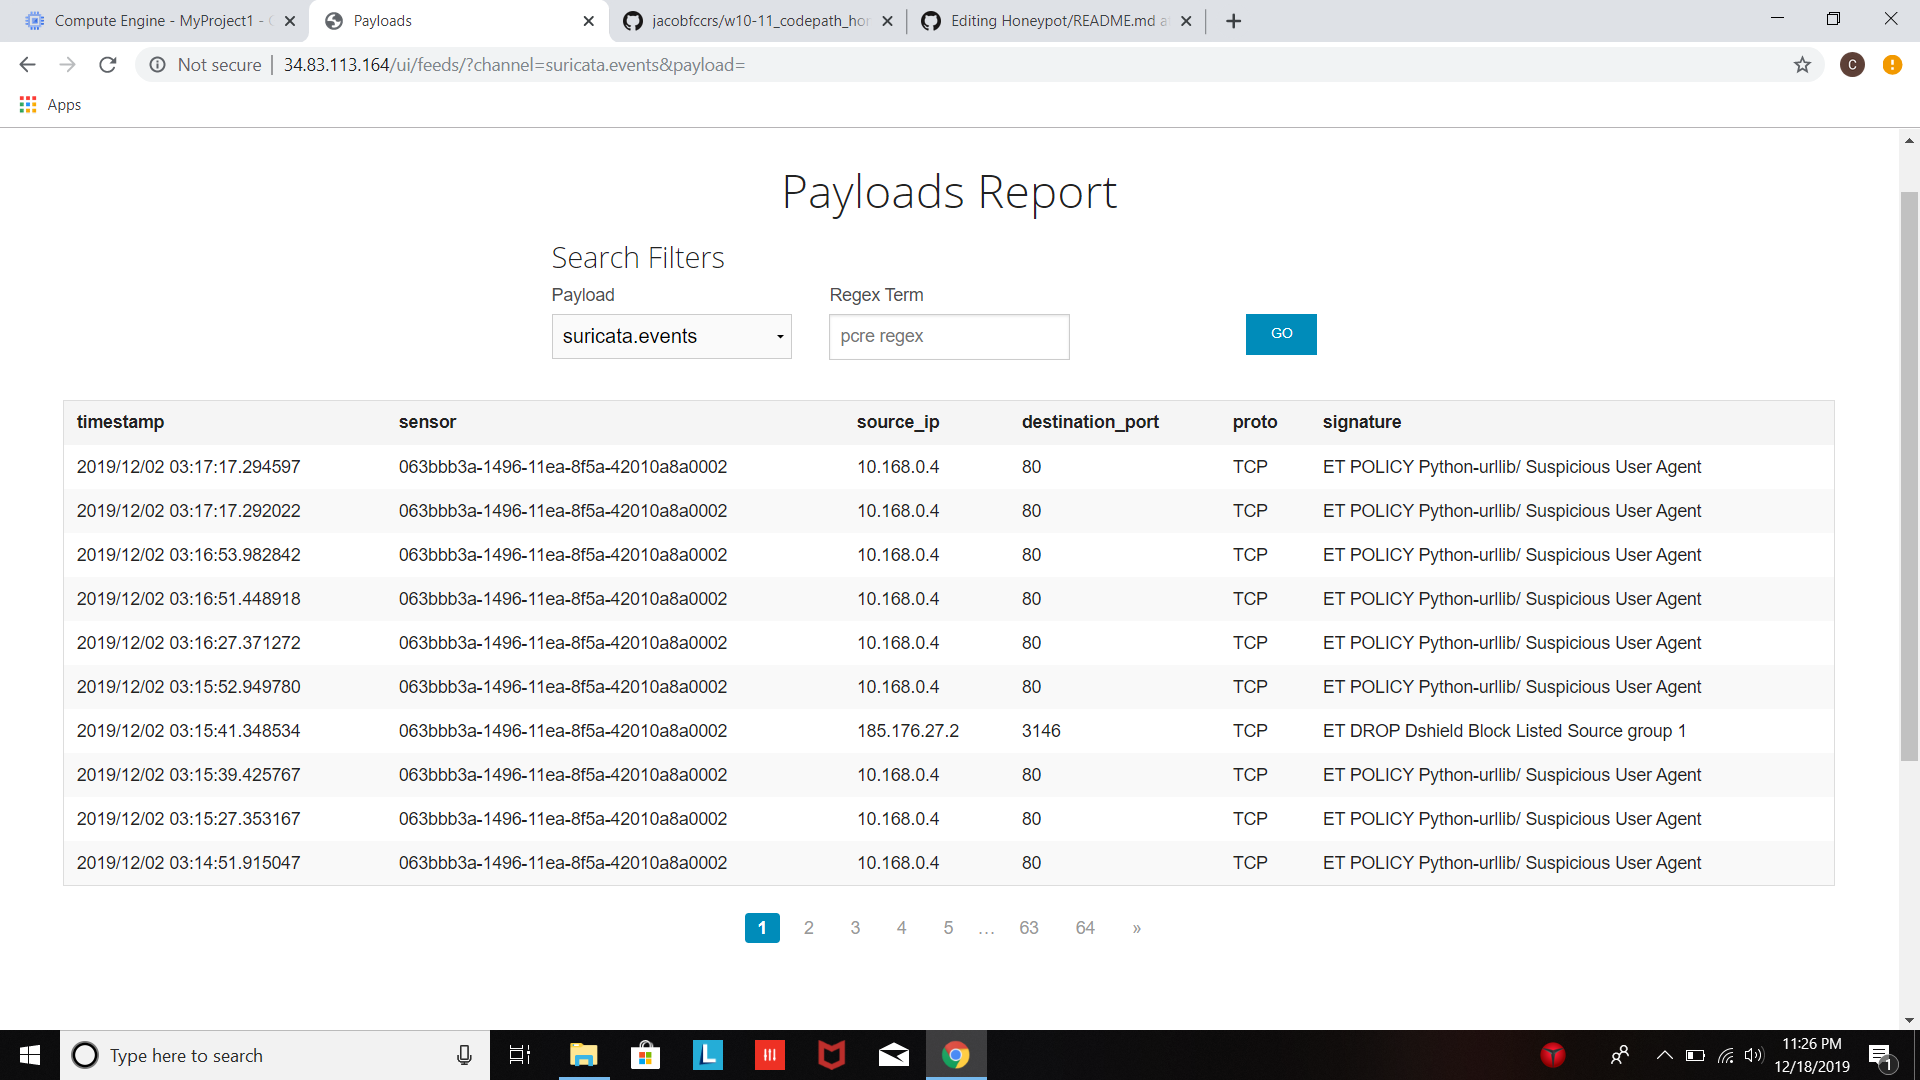 Compute Engine - MyProject1 -
Payloads
jacobfccrs/w10-11_codepath_hor
Editing Honeypot/README.md a
Not secure | 34.83.113.164/ui/feeds/?channel=suricata.events&payload=
C
Apps
Payloads Report
Search Filters
Payload Regex Term
suricata.events pcre regex GO
timestamp sensor source_ip destination_port proto signature
2019/12/02 03:17:17.294597 063bbb3a-1496-11ea-8f5a-42010a8a0002 10.168.0.4 80 TCP ET POLICY Python-urllib/ Suspicious User Agent
2019/12/02 03:17:17.292022 063bbb3a-1496-11ea-8f5a-42010a8a0002 10.168.0.4 80 TCP ET POLICY Python-urllib/ Suspicious User Agent
2019/12/02 03:16:53.982842 063bbb3a-1496-11ea-8f5a-42010a8a0002 10.168.0.4 80 TCP ET POLICY Python-urllib/ Suspicious User Agent
2019/12/02 03:16:51.448918 063bbb3a-1496-11ea-8f5a-42010a8a0002 10.168.0.4 80 TCP ET POLICY Python-urllib/ Suspicious User Agent
2019/12/02 03:16:27.371272 063bbb3a-1496-11ea-8f5a-42010a8a0002 10.168.0.4 80 TCP ET POLICY Python-urllib/ Suspicious User Agent
2019/12/02 03:15:52.949780 063bbb3a-1496-11ea-8f5a-42010a8a0002 10.168.0.4 80 TCP ET POLICY Python-urllib/ Suspicious User Agent
2019/12/02 03:15:41.348534 063bbb3a-1496-11ea-8f5a-42010a8a0002 185.176.27.2 3146 TCP ET DROP Dshield Block Listed Source group 1
2019/12/02 03:15:39.425767 063bbb3a-1496-11ea-8f5a-42010a8a0002 10.168.0.4 80 TCP ET POLICY Python-urllib/ Suspicious User Agent
2019/12/02 03:15:27.353167 063bbb3a-1496-11ea-8f5a-42010a8a0002 10.168.0.4 80 TCP ET POLICY Python-urllib/ Suspicious User Agent
2019/12/02 03:14:51.915047 063bbb3a-1496-11ea-8f5a-42010a8a0002 10.168.0.4 80 TCP ET POLICY Python-urllib/ Suspicious User Agent
1 2 3 4 5 … 63 64 »
Type here to search
L
11:26 PM
12/18/2019
1